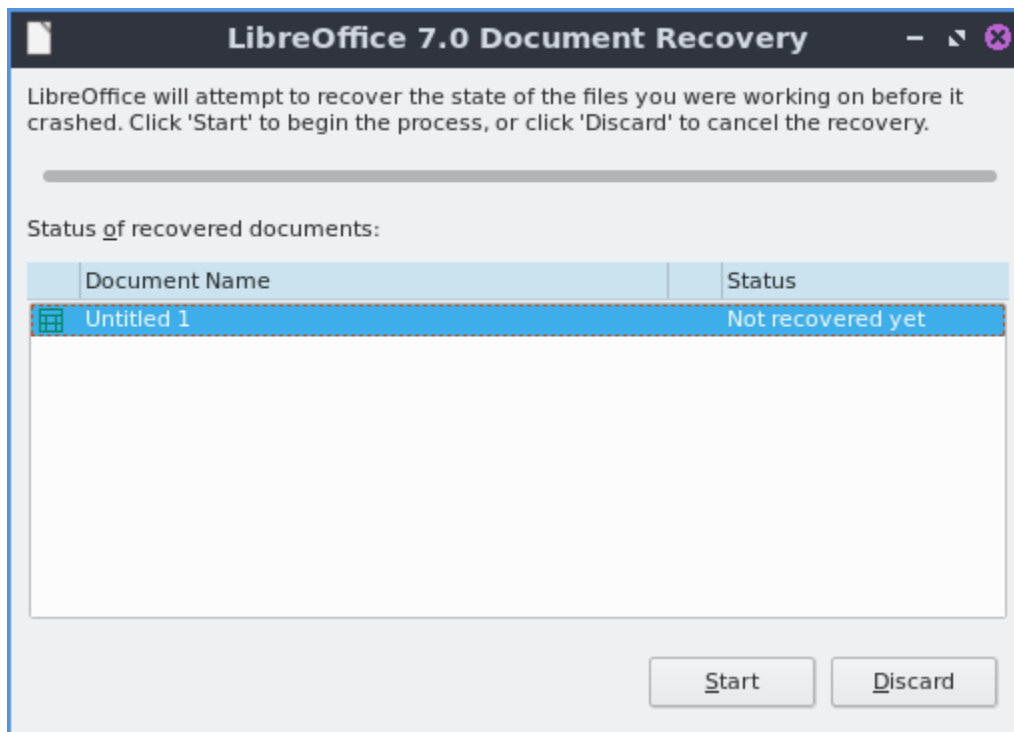 LibreOffice 7.0 Document Recovery
LibreOffice will attempt to recover the state of the files you were working on before it
crashed. Click 'Start' to begin the process, or click 'Discard' to cancel the recovery.
Status of recovered documents:
Document Name Status
Untitled 1 Not recovered yet
Start Discard